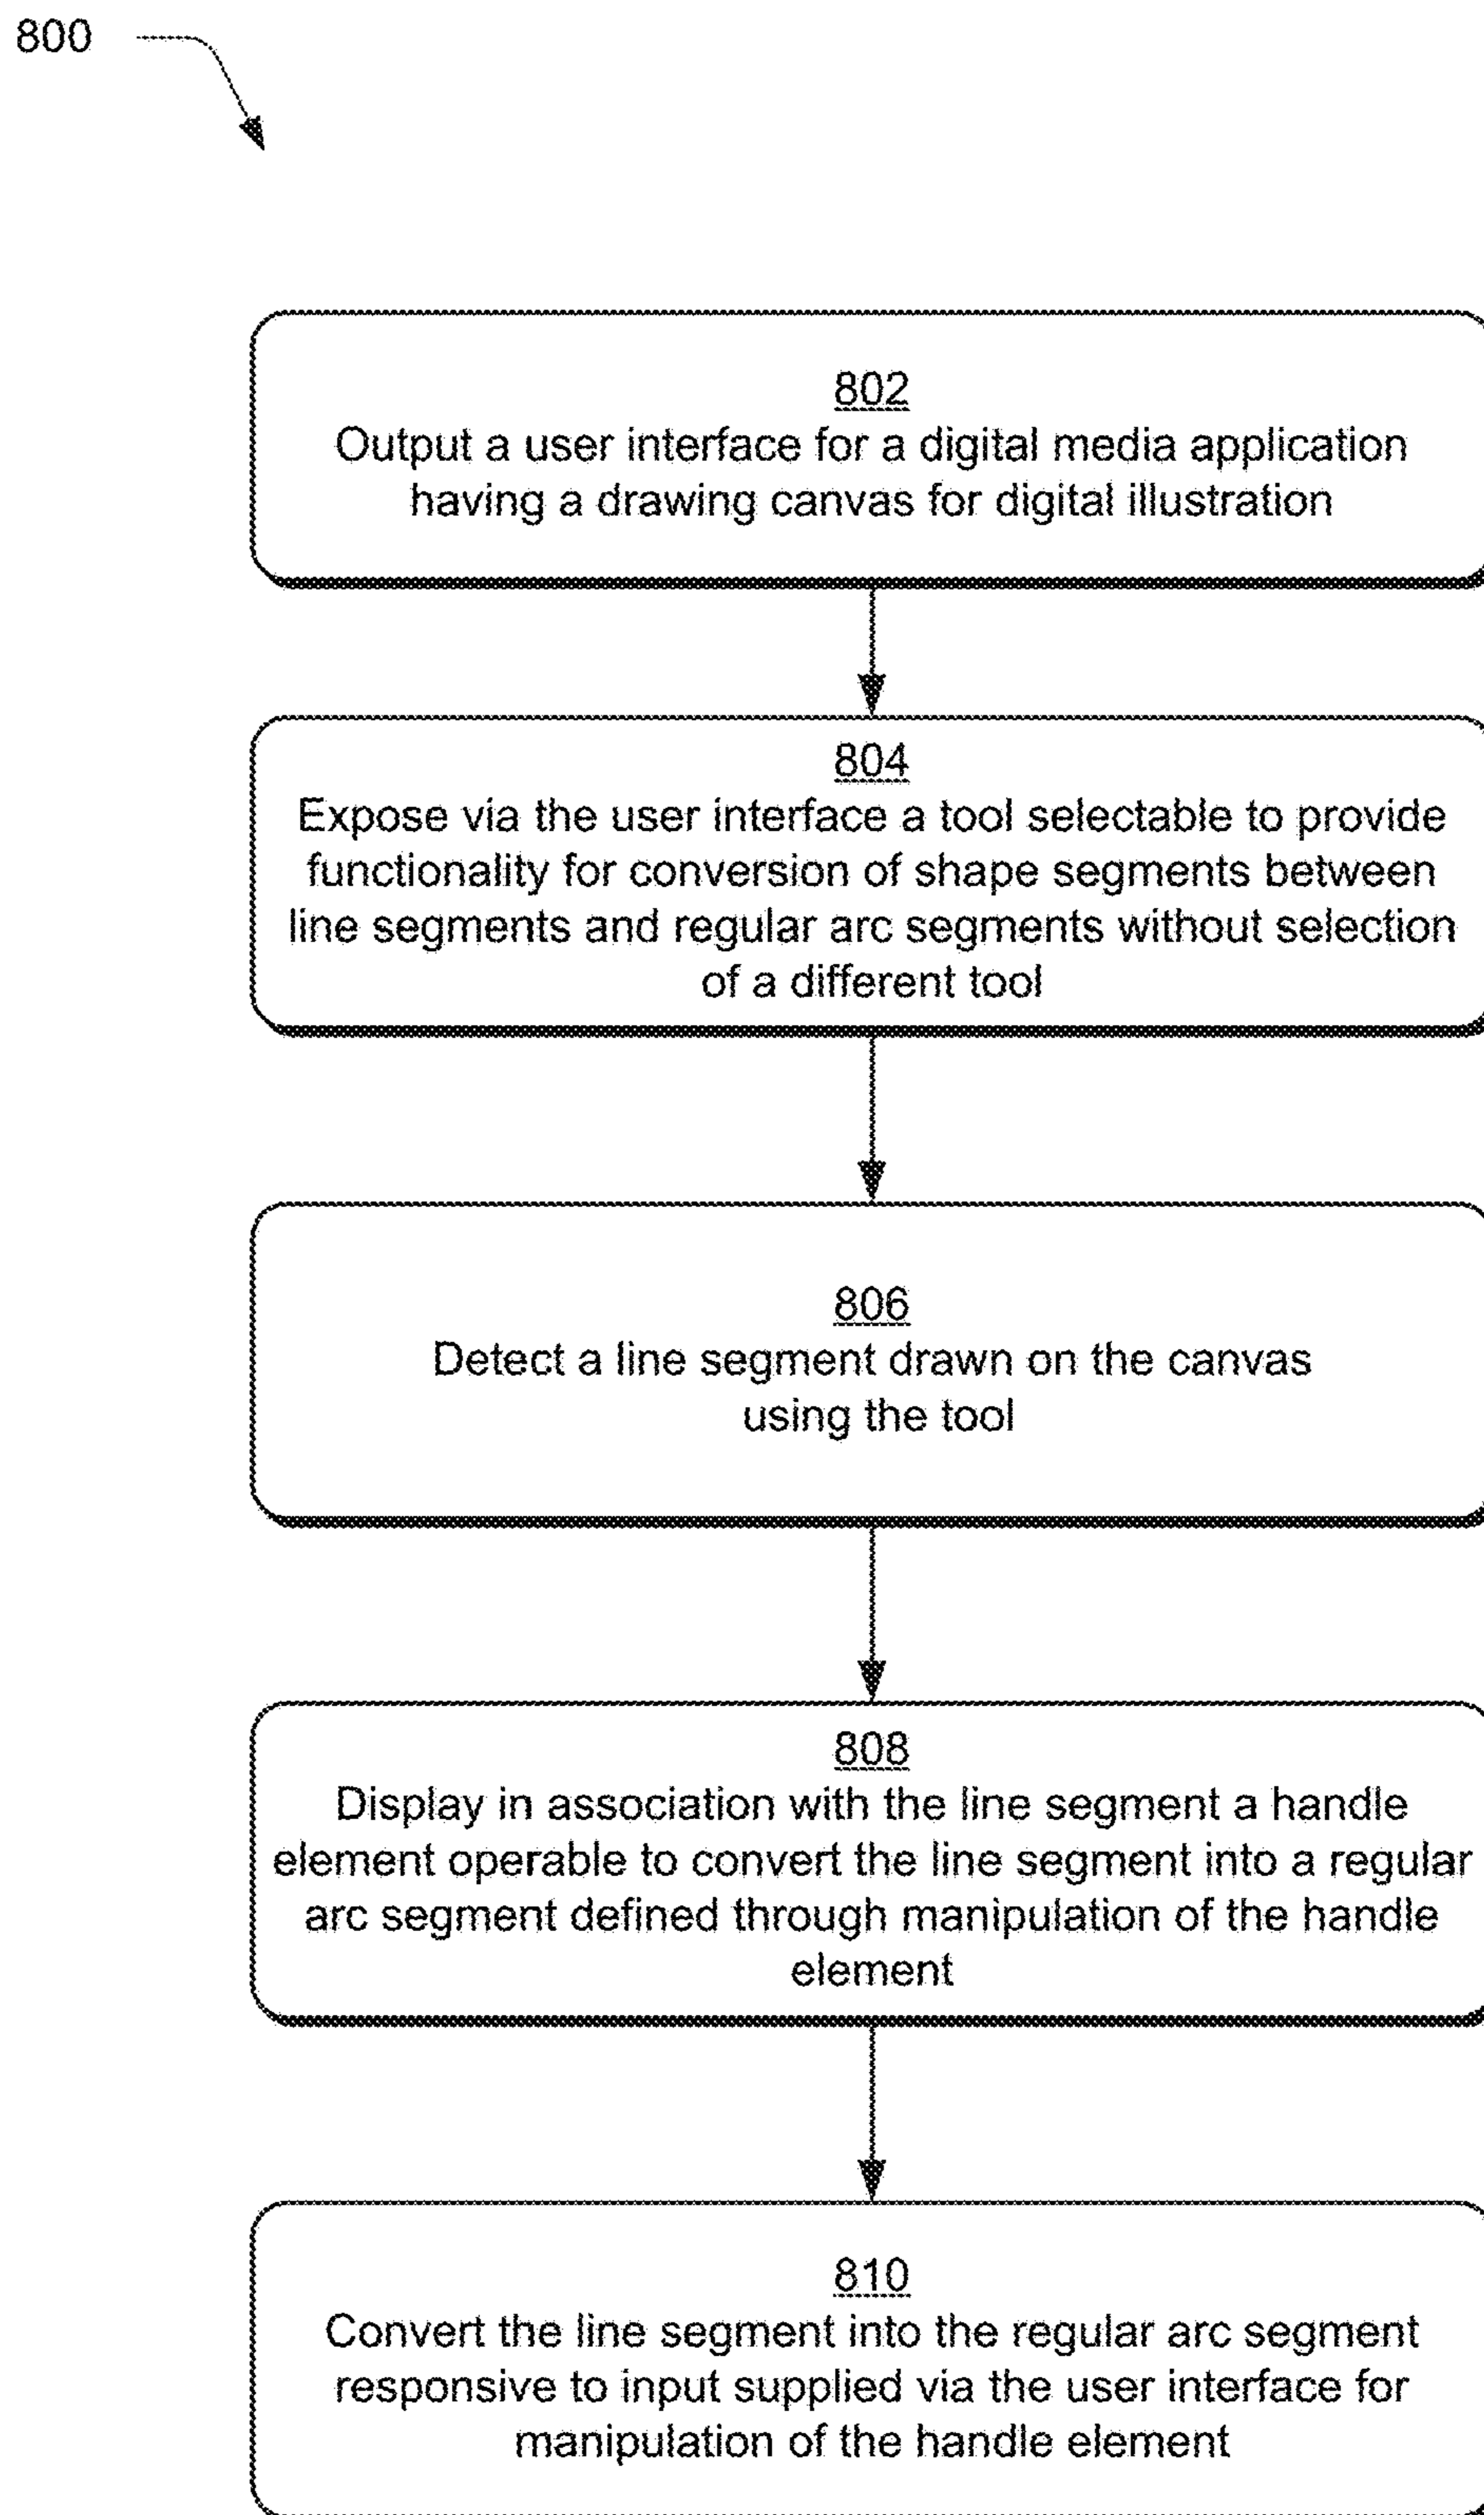 800
802
Output a user interface for a digital media application
having a drawing canvas for digital illustration
804
Expose via the user interface a tool selectable to provide
functionality for conversion of shape segments between
line segments and regular arc segments without selection
of a different tool
806
Detect a line segment drawn on the canvas
using the tool
808
Display in association with the line segment a handle
element operable to convert the line segment into a regular
arc segment defined through manipulation of the handle
element
810
Convert the line segment into the regular arc segment
responsive to input supplied via the user interface for
manipulation of the handle element